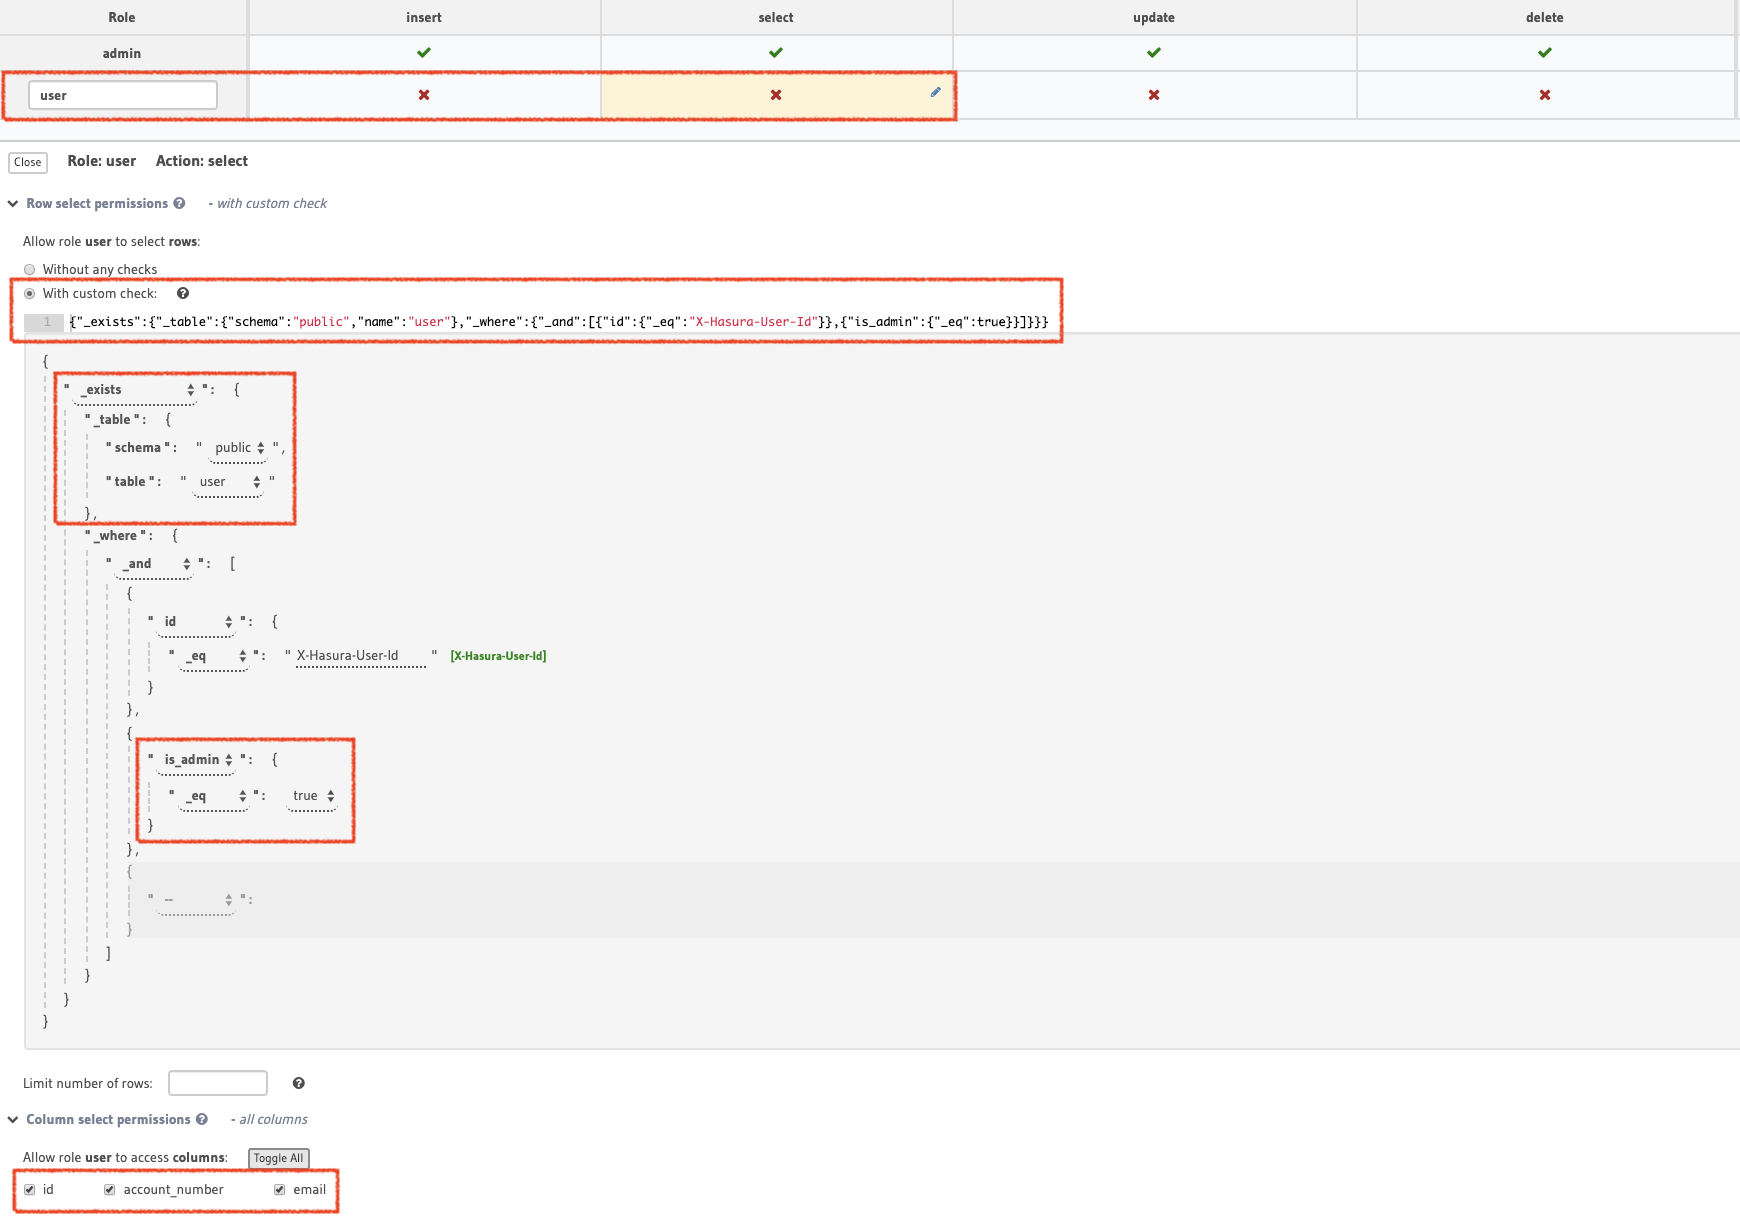 Role insert select update delete
admin
user
Close Role: user Action: select
Row select permissions - with custom check
Allow role user to select rows:
Without any checks
With custom check:
1 {"_exists":{"_table":{"schema":"public","name":"user"},"_where":{"_and":[{"id":{"_eq":"X-Hasura-User-Id"}},{"is_admin":{"_eq":true}}]}}}
{
" _exists ": {
"_table": {
"schema": " public ",
"table": " user "
},
"_where": {
" _and ": [
{
" id ": {
" _eq ": " X-Hasura-User-Id " [X-Hasura-User-Id]
}
},
{
" is_admin ": {
" _eq ": true
}
},
{
" -- ":
}
]
}
}
}
Limit number of rows:
Column select permissions - all columns
Allow role user to access columns: Toggle All
id account_number email